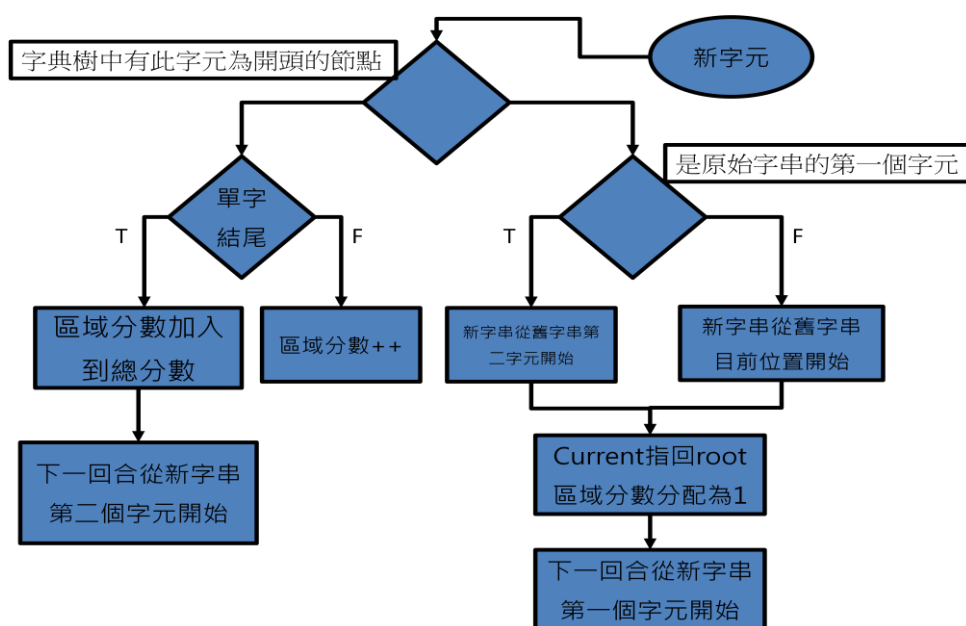 新字元
字典樹中有此字元為開頭的節點
是原始字串的第一個字元
單字
結尾
T
F
T
F
區域分數加入
到總分數
區域分數++
新字串從舊字串第
二字元開始
新字串從舊字串
目前位置開始
下一回合從新字串
第二個字元開始
Current指回root
區域分數分配為1
下一回合從新字串
第一個字元開始